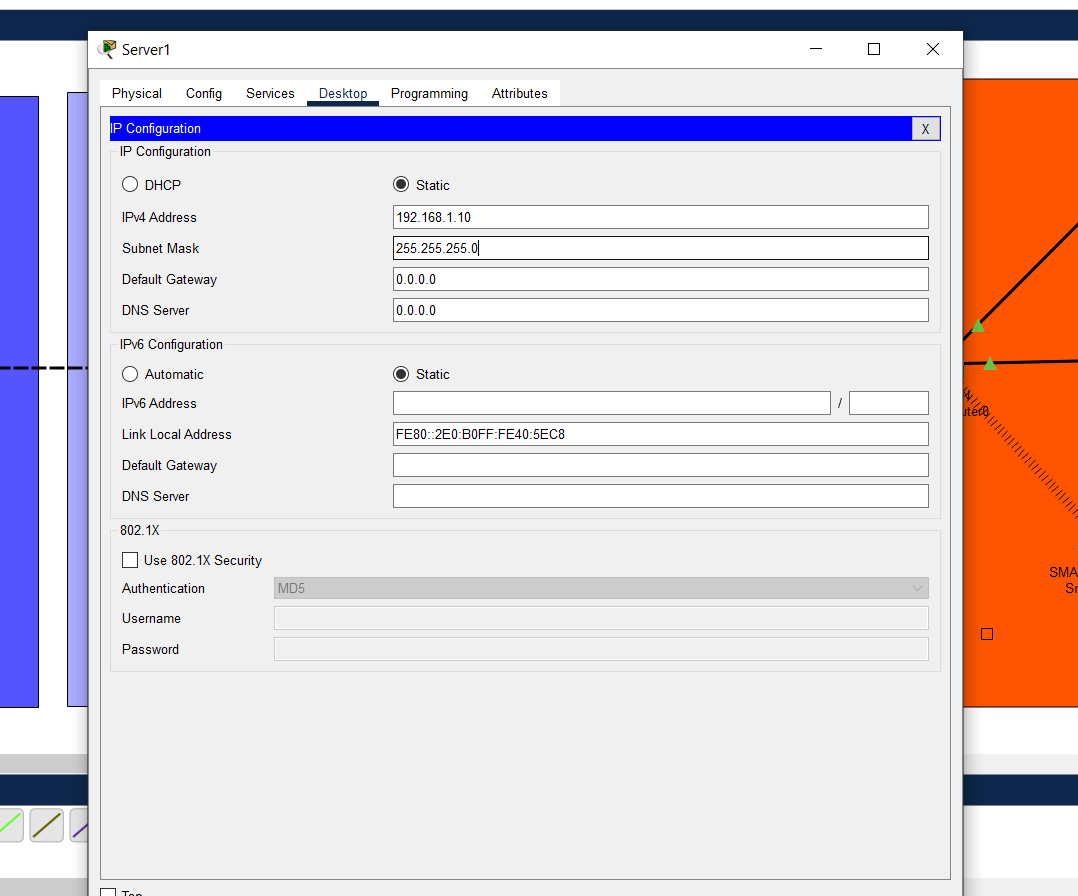 Server1
Physical Config Services Desktop Programming Attributes
IP Configuration X
IP Configuration
DHCP Static
IPv4 Address 192.168.1.10
Subnet Mask 255.255.255.0
Default Gateway 0.0.0.0
DNS Server 0.0.0.0
IPv6 Configuration
Automatic Static
IPv6 Address /
Link Local Address FE80::2E0:B0FF:FE40:5EC8
Default Gateway
DNS Server
802.1X
Use 802.1X Security
Authentication MD5
Username
Password
Top
uter0
SMA